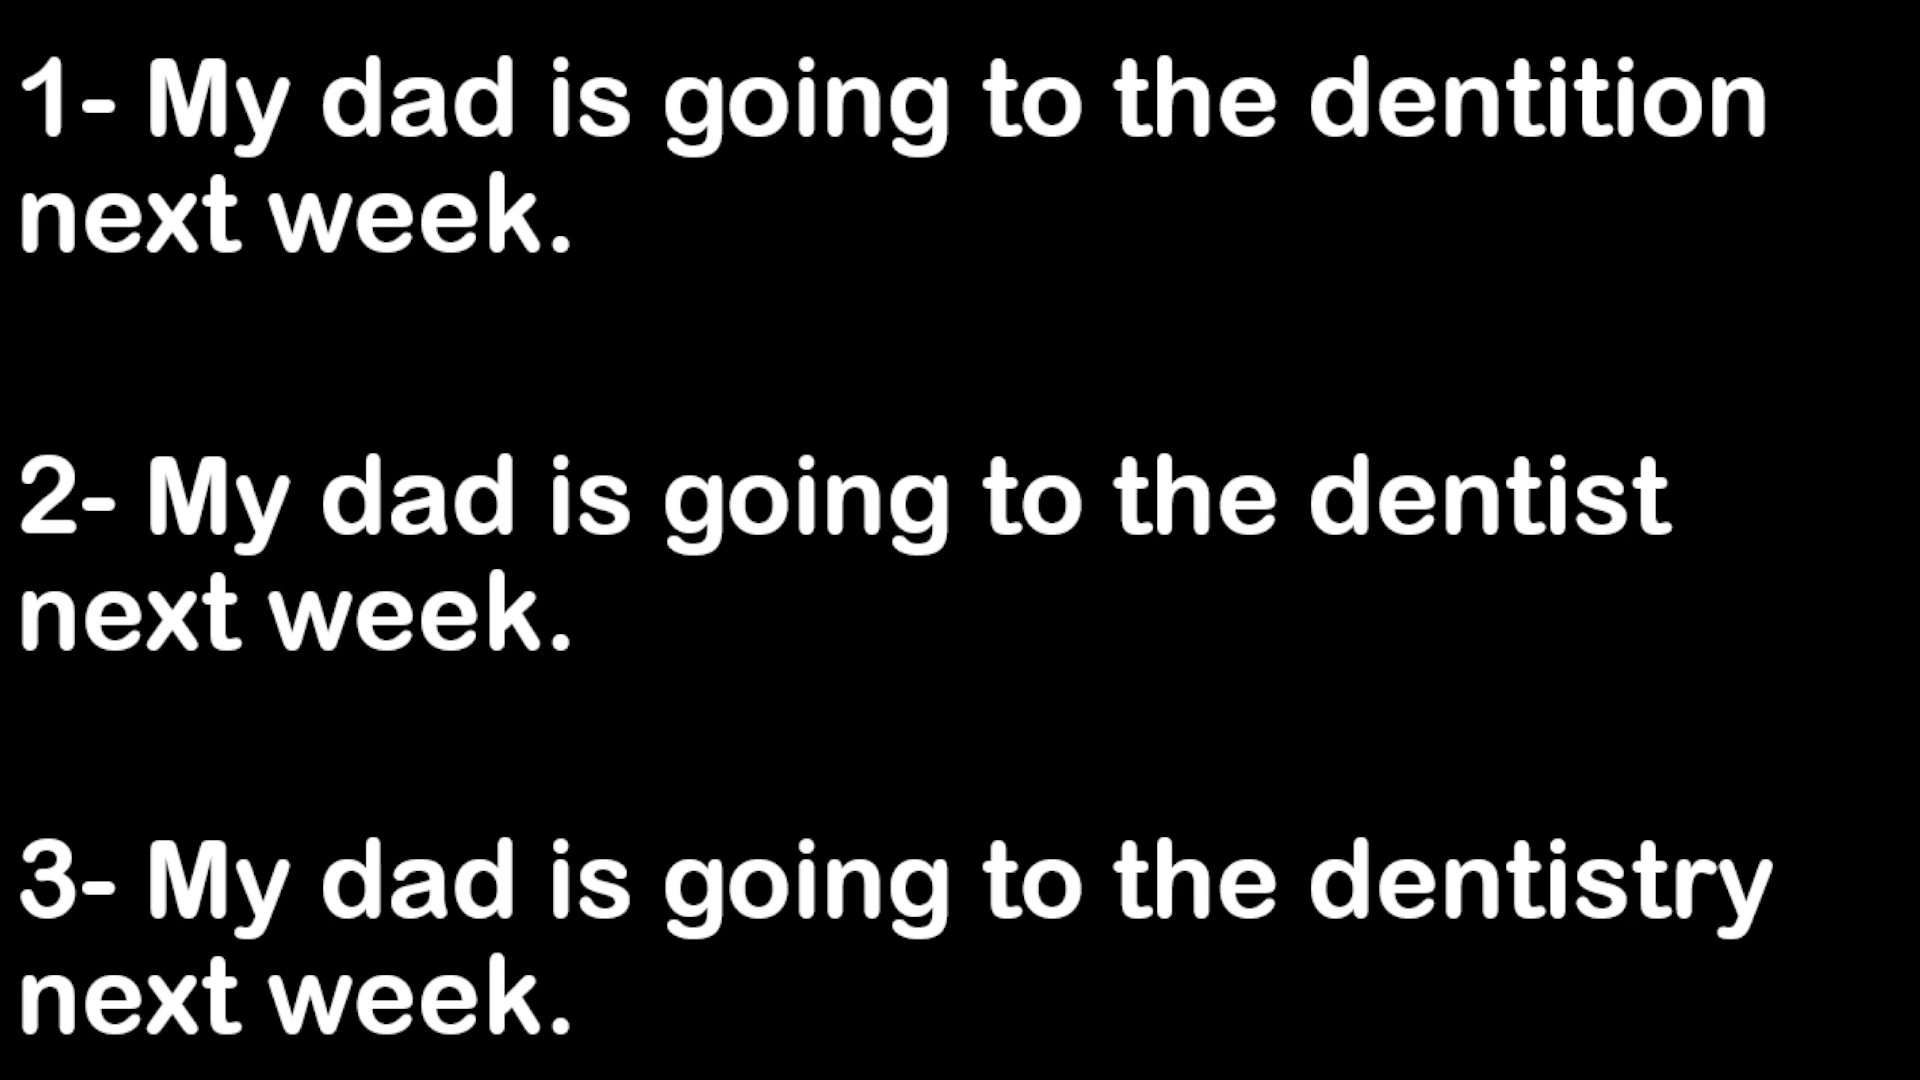 1- My dad is going to the dentition
next week.
2- My dad is going to the dentist
next week.
3- My dad is going to the dentistry
next week.